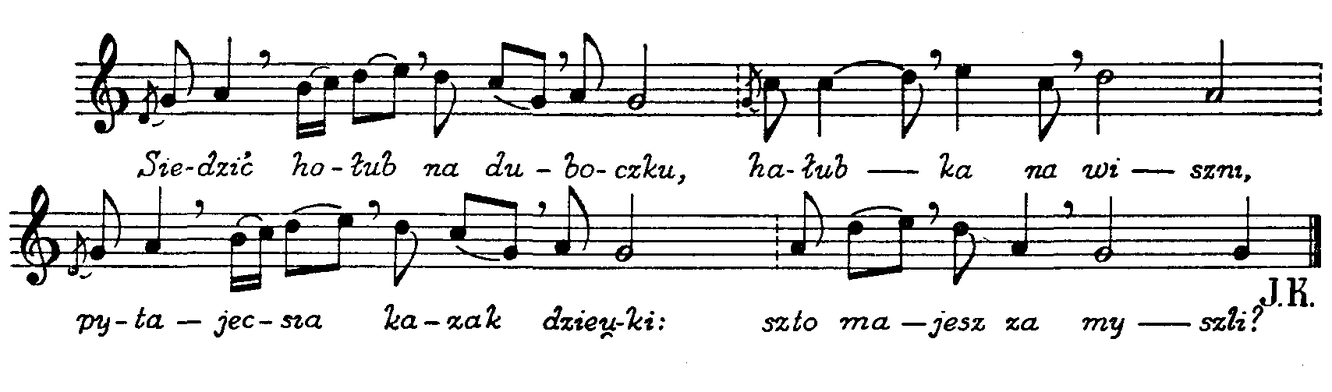 Sie-dzić ho-łub na du-bo-czku, ha-łub — ka na wi — szni,
J.K.
py-ta — jec-sia ka-zak dzieu̯-ki: szto ma — jesz za my — szli?